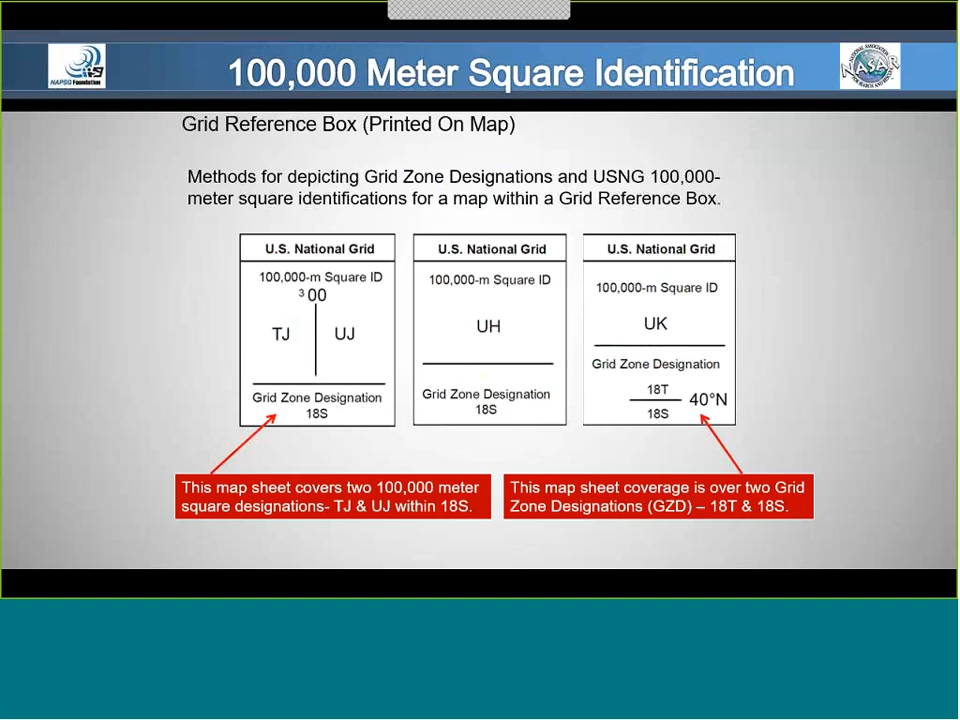 100,000 Meter Square Identification
NAPSG Foundation
NASAR
Grid Reference Box (Printed On Map)
Methods for depicting Grid Zone Designations and USNG 100,000-
meter square identifications for a map within a Grid Reference Box.
U.S. National Grid
100,000-m Square ID
3 00
TJ UJ
Grid Zone Designation
18S
U.S. National Grid
100,000-m Square ID
UH
Grid Zone Designation
18S
U.S. National Grid
100,000-m Square ID
UK
Grid Zone Designation
18T
40°N
18S
This map sheet covers two 100,000 meter
square designations- TJ & UJ within 18S.
This map sheet coverage is over two Grid
Zone Designations (GZD) – 18T & 18S.